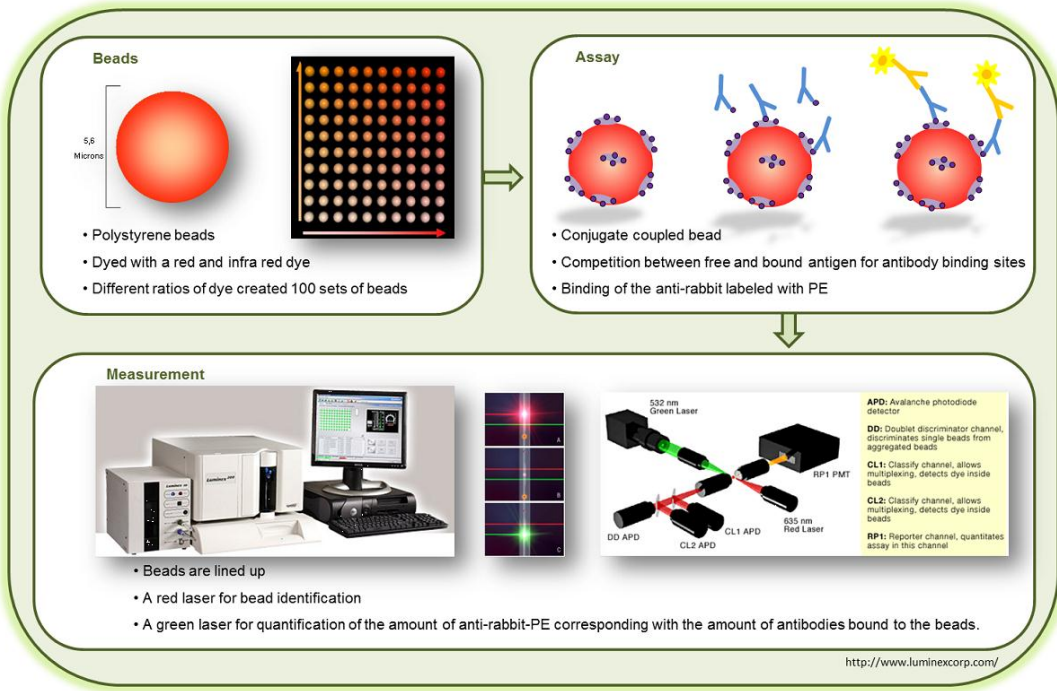 Beads
5,6
Microns
• Polystyrene beads
• Dyed with a red and infra red dye
• Different ratios of dye created 100 sets of beads
Assay
• Conjugate coupled bead
• Competition between free and bound antigen for antibody binding sites
• Binding of the anti-rabbit labeled with PE
Measurement
Luminex
A
B
C
532 nm
Green Laser
RP1 PMT
635 nm
Red Laser
CL1 APD
CL2 APD
DD APD
APD: Avalanche photodiode
detector
DD: Doublet discriminator channel,
discriminates single beads from
aggregated beads
CL1: Classify channel, allows
multiplexing, detects dye inside
beads
CL2: Classify channel, allows
multiplexing, detects dye inside
beads
RP1: Reporter channel, quantitates
assay in this channel
• Beads are lined up
• A red laser for bead identification
• A green laser for quantification of the amount of anti-rabbit-PE corresponding with the amount of antibodies bound to the beads.
http://www.luminexcorp.com/